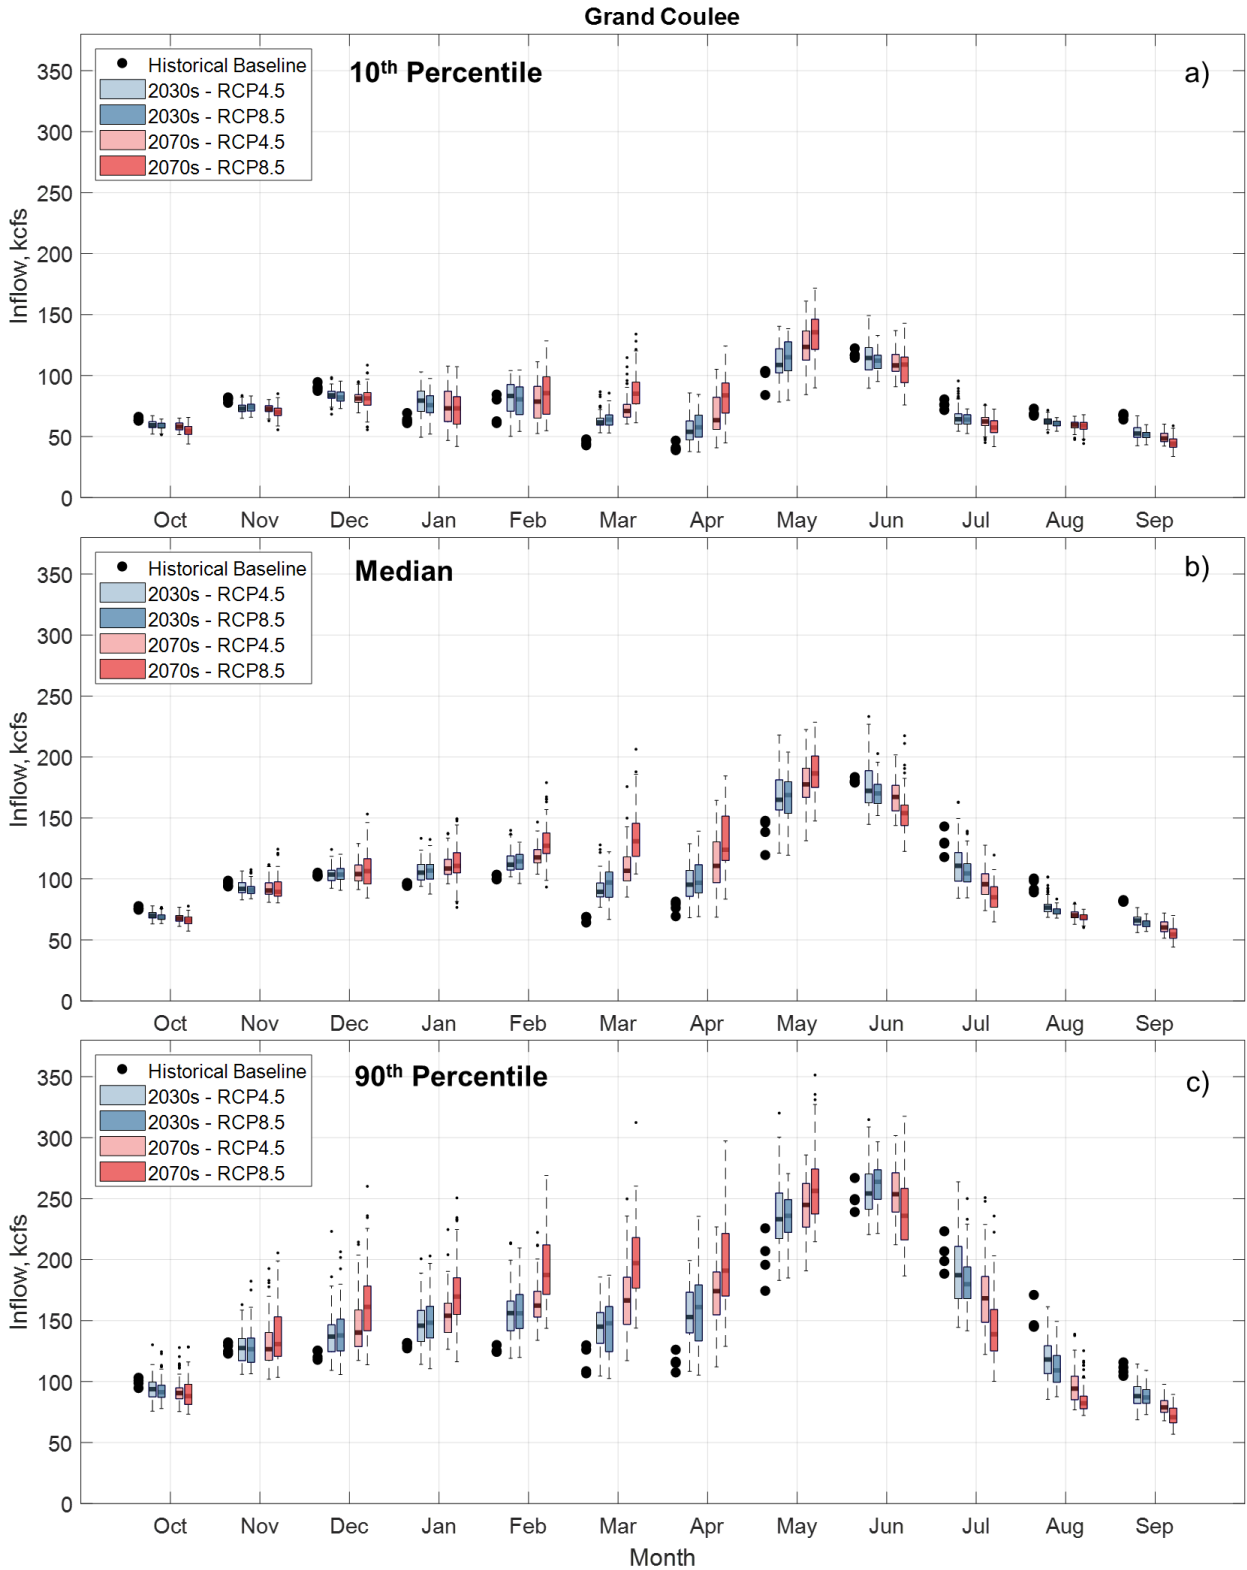 Grand Coulee
10th Percentile
a)
Historical Baseline
2030s - RCP4.5
2030s - RCP8.5
2070s - RCP4.5
2070s - RCP8.5
Inflow, kcfs
350
300
250
200
150
100
50
0
Oct Nov Dec Jan Feb Mar Apr May Jun Jul Aug Sep
Median
b)
Historical Baseline
2030s - RCP4.5
2030s - RCP8.5
2070s - RCP4.5
2070s - RCP8.5
Inflow, kcfs
350
300
250
200
150
100
50
0
Oct Nov Dec Jan Feb Mar Apr May Jun Jul Aug Sep
90th Percentile
c)
Historical Baseline
2030s - RCP4.5
2030s - RCP8.5
2070s - RCP4.5
2070s - RCP8.5
Inflow, kcfs
350
300
250
200
150
100
50
0
Oct Nov Dec Jan Feb Mar Apr May Jun Jul Aug Sep
Month